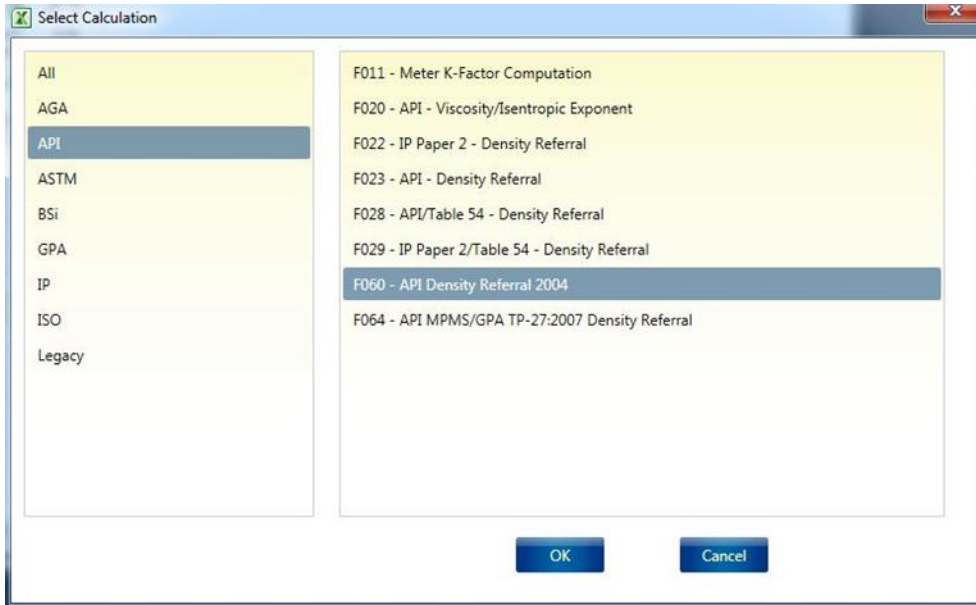 Select Calculation
All
AGA
API
ASTM
BSi
GPA
IP
ISO
Legacy
F011 - Meter K-Factor Computation
F020 - API - Viscosity/Isentropic Exponent
F022 - IP Paper 2 - Density Referral
F023 - API - Density Referral
F028 - API/Table 54 - Density Referral
F029 - IP Paper 2/Table 54 - Density Referral
F060 - API Density Referral 2004
F064 - API MPMS/GPA TP-27:2007 Density Referral
OK
Cancel